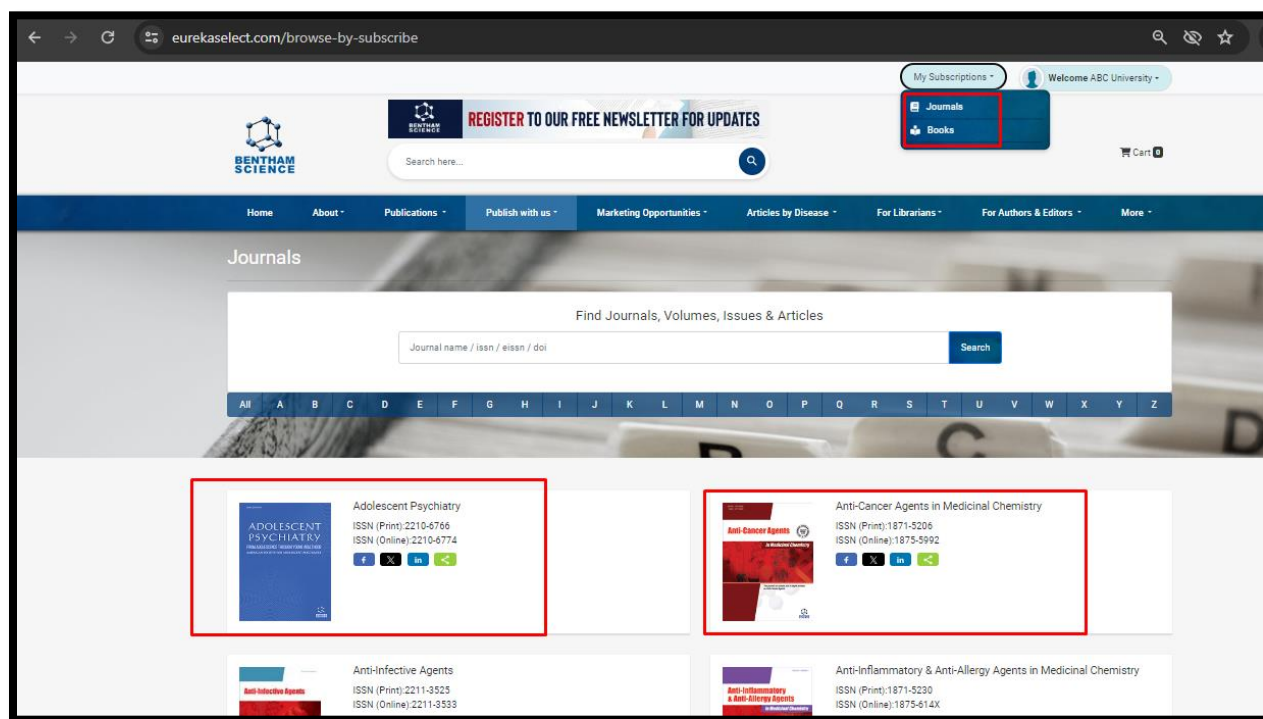 eurekaselect.com/browse-by-subscribe
My Subscriptions
Welcome ABC University
Journals
Books
BENTHAM SCIENCE
REGISTER TO OUR FREE NEWSLETTER FOR UPDATES
BENTHAM
SCIENCE
Search here...
Cart 0
Home About Publications Publish with us Marketing Opportunities Articles by Disease For Librarians For Authors & Editors More
Journals
Find Journals, Volumes, Issues & Articles
Journal name / issn / eissn / doi
Search
All A B C D E F G H I J K L M N O P Q R S T U V W X Y Z
D
C
D
ADOLESCENT
PSYCHIATRY
Adolescent Psychiatry
ISSN (Print):2210-6766
ISSN (Online):2210-6774
Anti-Cancer Agents
in Medicinal Chemistry
Anti-Cancer Agents in Medicinal Chemistry
ISSN (Print):1871-5206
ISSN (Online):1875-5992
Anti-Infective Agents
Anti-Infective Agents
ISSN (Print):2211-3525
ISSN (Online):2211-3533
Anti-Inflammatory
& Anti-Allergy Agents
in Medicinal Chemistry
Anti-Inflammatory & Anti-Allergy Agents in Medicinal Chemistry
ISSN (Print):1871-5230
ISSN (Online):1875-614X